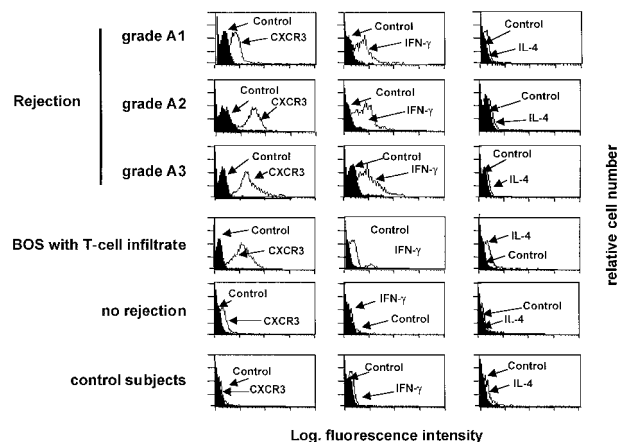 grade A1
Control
CXCR3
Control
IFN-γ
Control
IL-4
Rejection
grade A2
Control
CXCR3
Control
IFN-γ
Control
IL-4
grade A3
Control
CXCR3
Control
IFN-γ
Control
IL-4
BOS with T-cell infiltrate
Control
CXCR3
Control
IFN-γ
IL-4
Control
no rejection
Control
CXCR3
IFN-γ
Control
Control
IL-4
control subjects
Control
CXCR3
Control
IFN-γ
Control
IL-4
relative cell number
Log. fluorescence intensity